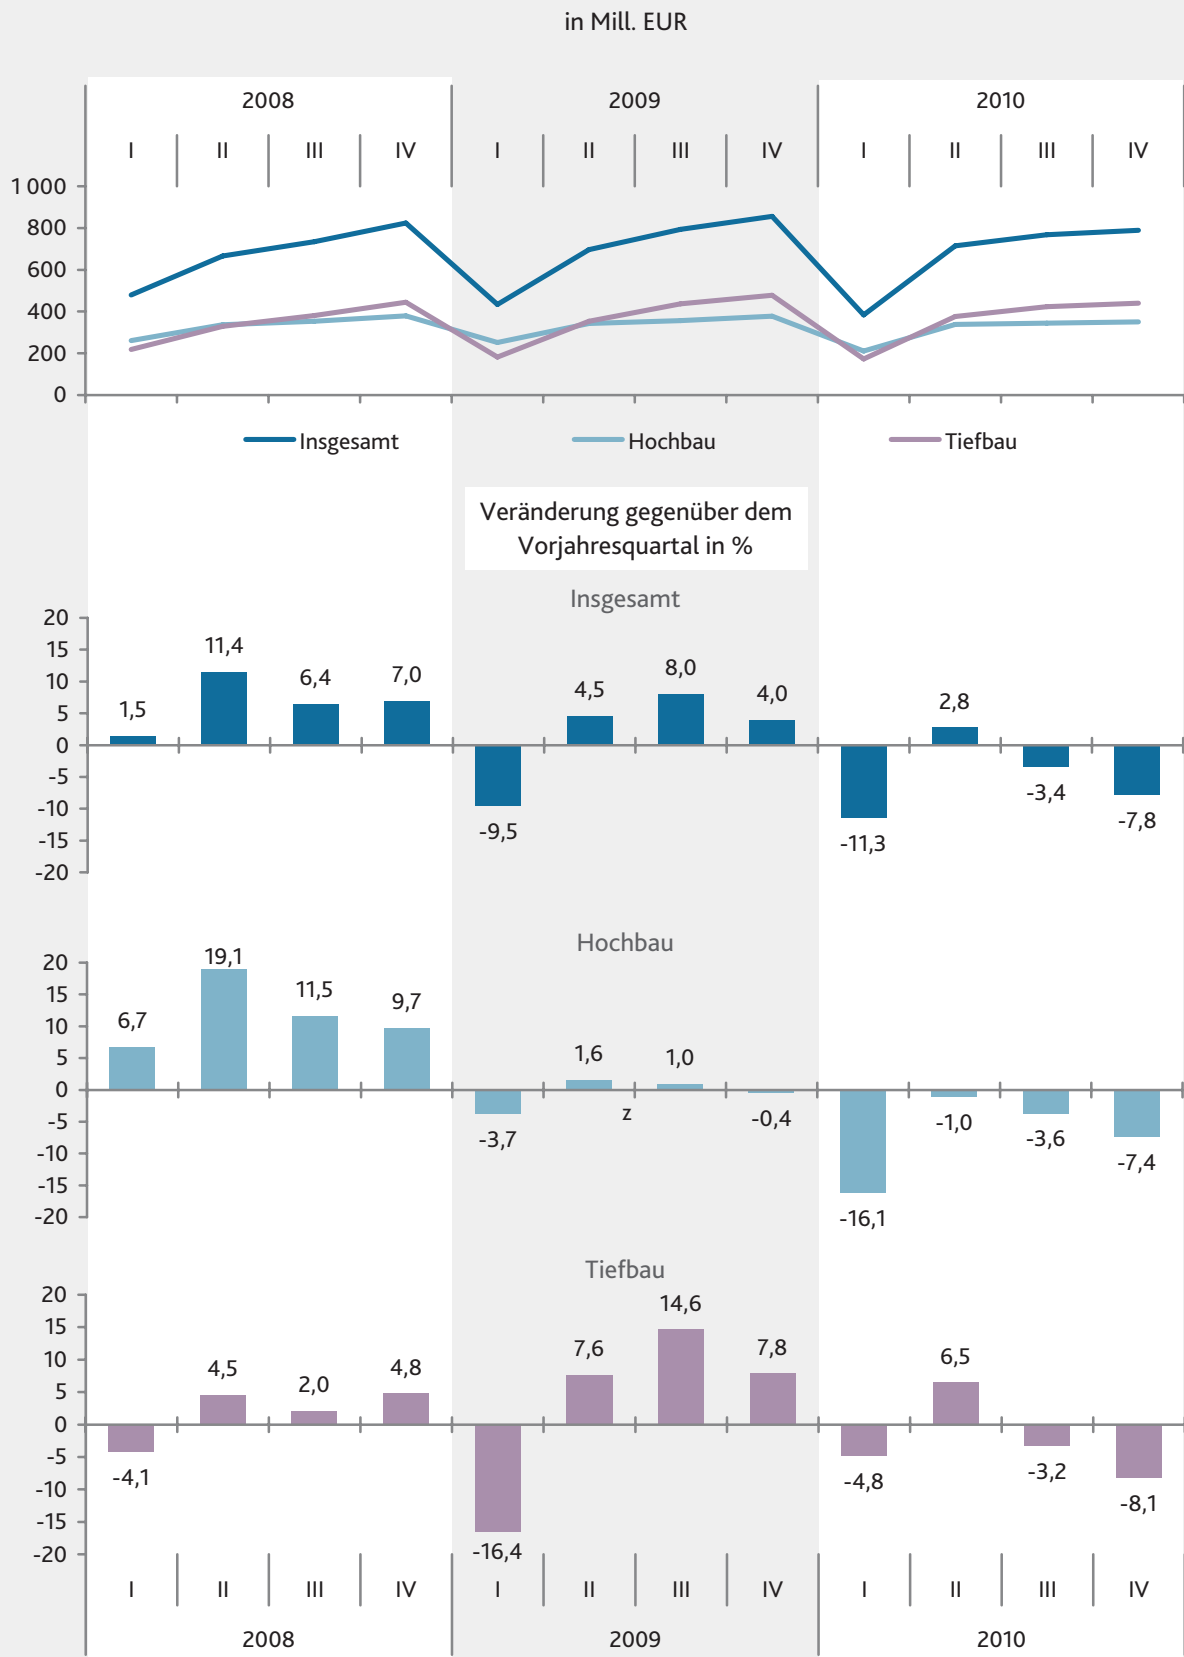 in Mill. EUR
2008 2009 2010
I II III IV I II III IV I II III IV
1 000
800
600
400
200
0
Insgesamt Hochbau Tiefbau
Veränderung gegenüber dem
Vorjahresquartal in %
Insgesamt
20
15
10
5
0
-5
-10
-15
-20
1,5 11,4 6,4 7,0 -9,5 4,5 8,0 4,0 -11,3 2,8 -3,4 -7,8
Hochbau
20
15
10
5
0
-5
-10
-15
-20
6,7 19,1 11,5 9,7 -3,7 1,6 1,0 -0,4 -16,1 -1,0 -3,6 -7,4
z
Tiefbau
20
15
10
5
0
-5
-10
-15
-20
-4,1 4,5 2,0 4,8 -16,4 7,6 14,6 7,8 -4,8 6,5 -3,2 -8,1
I II III IV I II III IV I II III IV
2008 2009 2010